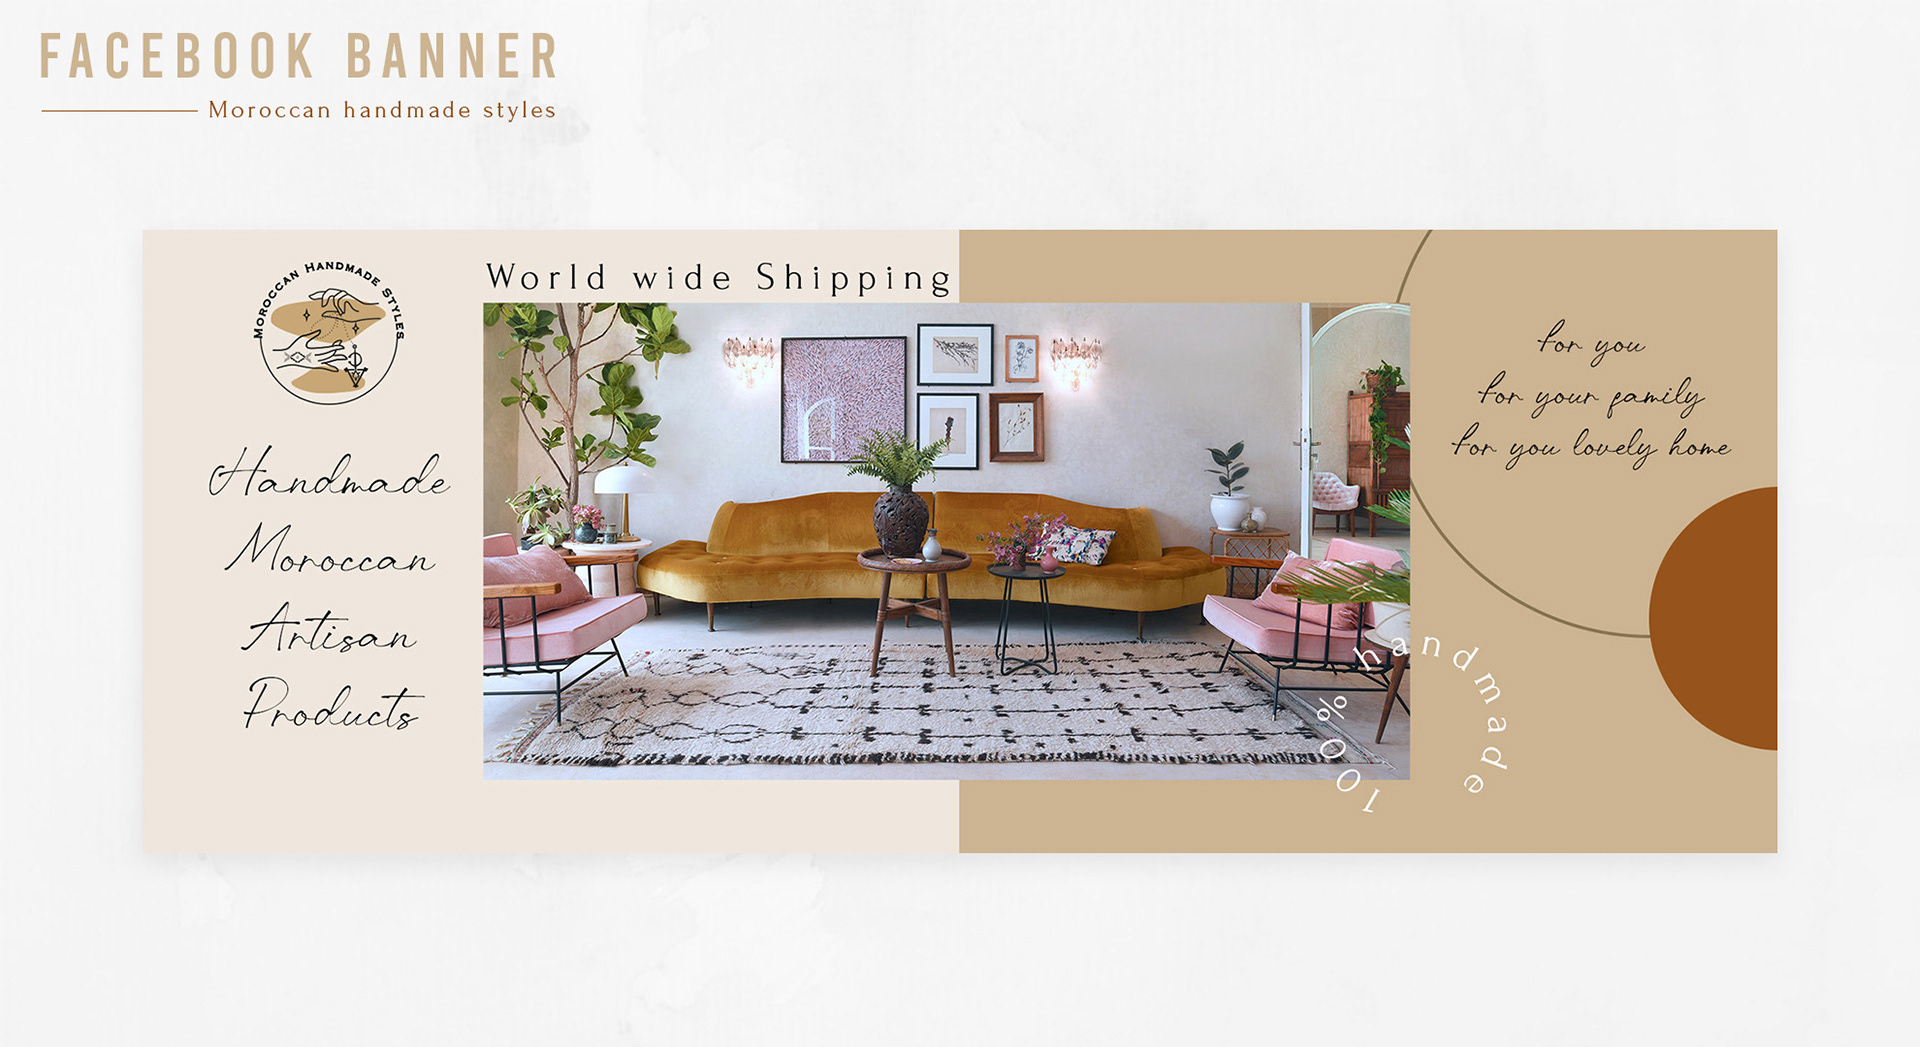 FACEBOOK BANNER
Moroccan handmade styles
MOROCCAN HANDMADE STYLES
World wide Shipping
Handmade
Moroccan
Artisan
Products
for you
for your family
for you lovely home
100% handmade